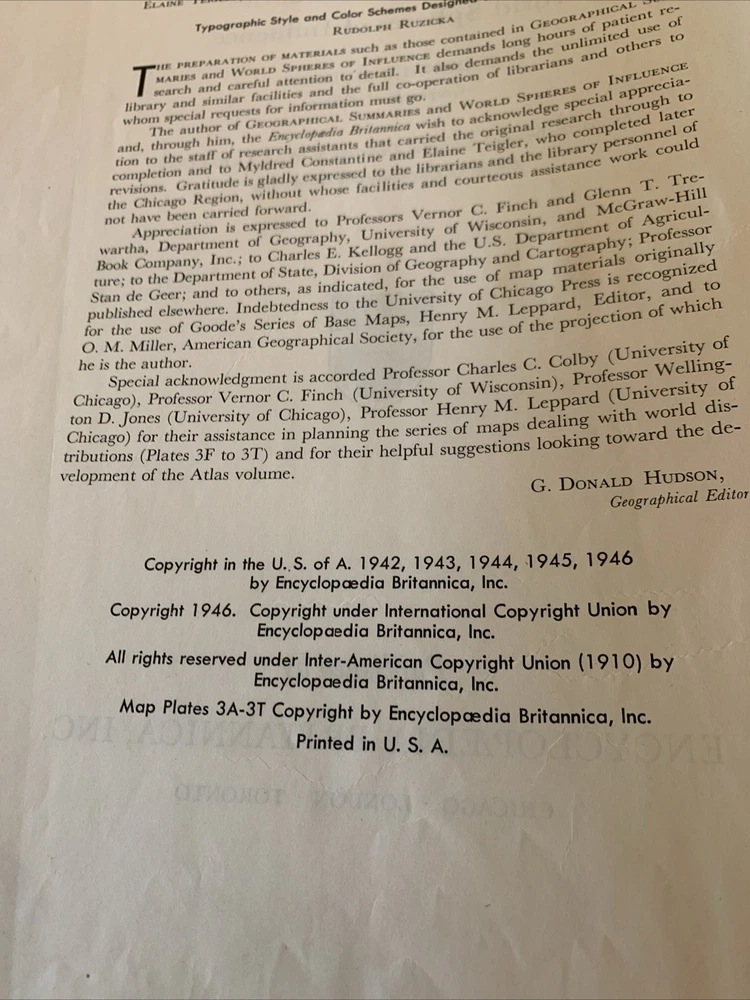 ELAINE
Typographic Style and Color Schemes Designed
RUDOLPH RUZICKA
THE PREPARATION OF MATERIALS such as those contained in GEOGRAPHICAL
MARIES and WORLD SPHERES OF INFLUENCE demands long hours of patient re-
search and careful attention to detail. It also demands the unlimited use of
library and similar facilities and the full co-operation of librarians and others to
whom special requests for information must go.
The author of GEOGRAPHICAL SUMMARIES and WORLD SPHERES OF INFLUENCE
and, through him, the Encyclopædia Britannica wish to acknowledge special apprecia-
tion to the staff of research assistants that carried the original research through to
completion and to Myldred Constantine and Elaine Teigler, who completed later
revisions. Gratitude is gladly expressed to the librarians and the library personnel of
the Chicago Region, without whose facilities and courteous assistance work could
not have been carried forward.
Appreciation is expressed to Professors Vernor C. Finch and Glenn T. Tre-
wartha, Department of Geography, University of Wisconsin, and McGraw-Hill
Book Company, Inc.; to Charles E. Kellogg and the U.S. Department of Agricul-
ture; to the Department of State, Division of Geography and Cartography; Professor
Stan de Geer; and to others, as indicated, for the use of map materials originally
published elsewhere. Indebtedness to the University of Chicago Press is recognized
for the use of Goode's Series of Base Maps, Henry M. Leppard, Editor, and to
O. M. Miller, American Geographical Society, for the use of the projection of which
he is the author.
Special acknowledgment is accorded Professor Charles C. Colby (University of
Chicago), Professor Vernor C. Finch (University of Wisconsin), Professor Welling-
ton D. Jones (University of Chicago), Professor Henry M. Leppard (University of
Chicago) for their assistance in planning the series of maps dealing with world dis-
tributions (Plates 3F to 3T) and for their helpful suggestions looking toward the de-
velopment of the Atlas volume.
G. DONALD HUDSON,
Geographical Editor
Copyright in the U. S. of A. 1942, 1943, 1944, 1945, 1946
by Encyclopædia Britannica, Inc.
Copyright 1946. Copyright under International Copyright Union by
Encyclopaedia Britannica, Inc.
All rights reserved under Inter-American Copyright Union (1910) by
Encyclopaedia Britannica, Inc.
Map Plates 3A-3T Copyright by Encyclopædia Britannica, Inc.
Printed in U. S. A.
ENCYCLOPÆDIA BRITANNICA, INC.
CHICAGO · LONDON · TORONTO